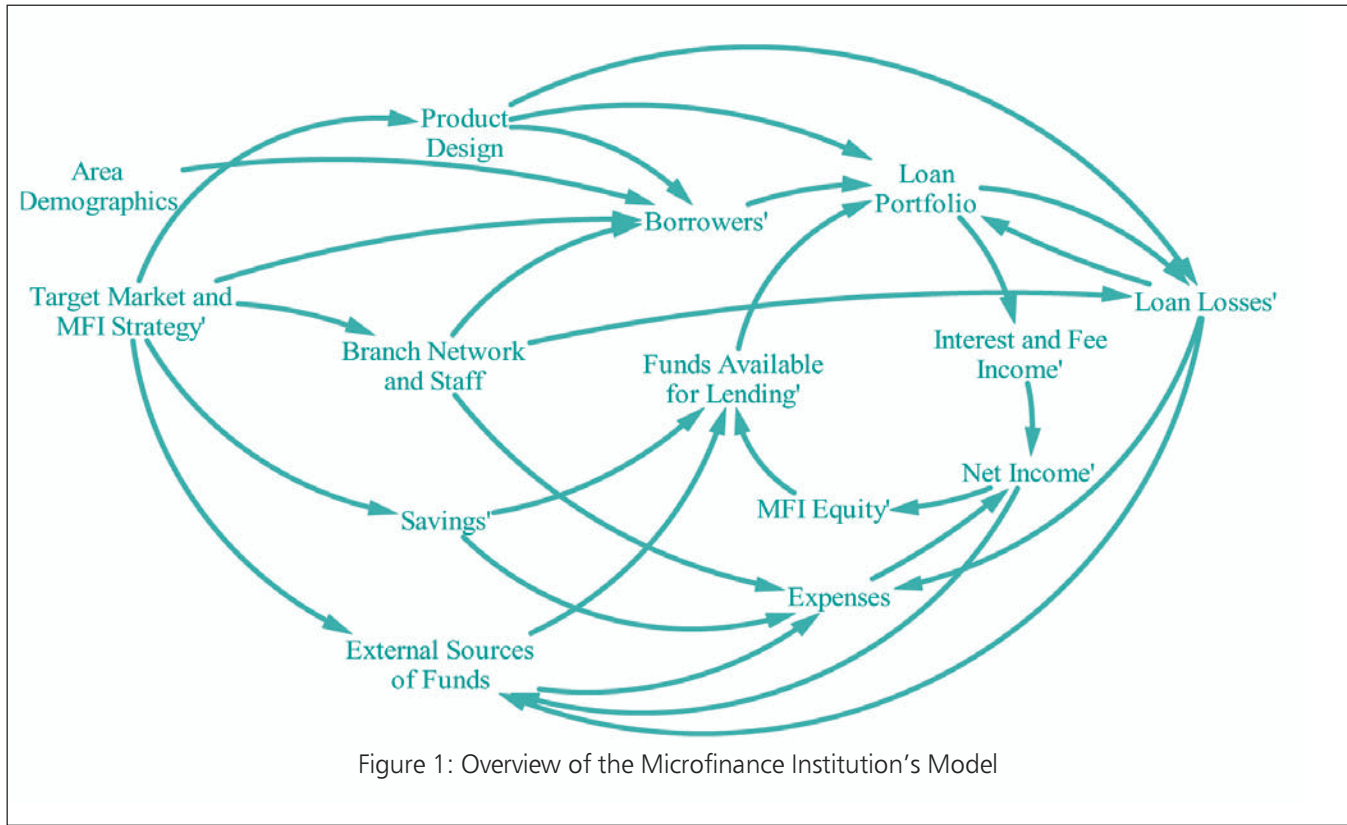 Product
Design
Area
Demographics
Loan
Portfolio
Borrowers'
Target Market and
MFI Strategy'
Loan Losses'
Branch Network
and Staff
Funds Available
for Lending'
Interest and Fee
Income'
Net Income'
MFI Equity'
Savings'
Expenses
External Sources
of Funds
Figure 1: Overview of the Microfinance Institution’s Model